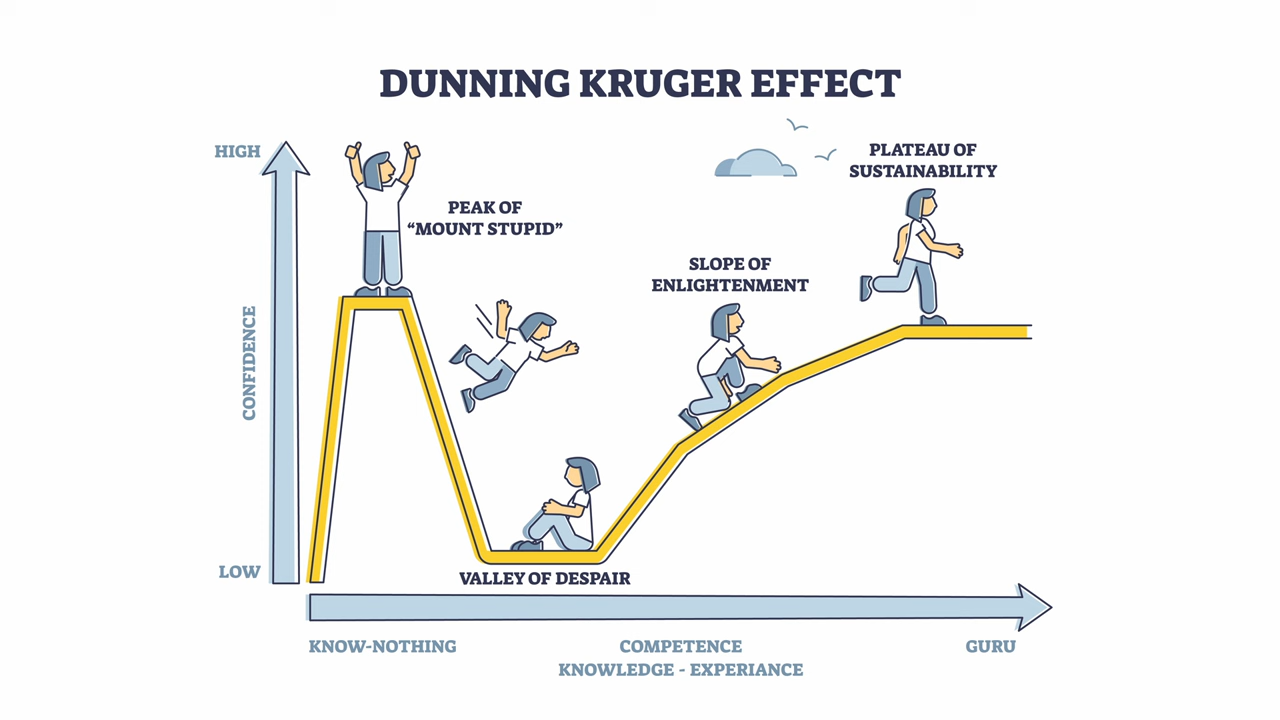 DUNNING KRUGER EFFECT
HIGH
PEAK OF
“MOUNT STUPID”
PLATEAU OF
SUSTAINABILITY
SLOPE OF
ENLIGHTENMENT
CONFIDENCE
LOW
VALLEY OF DESPAIR
KNOW-NOTHING
COMPETENCE
GURU
KNOWLEDGE - EXPERIANCE